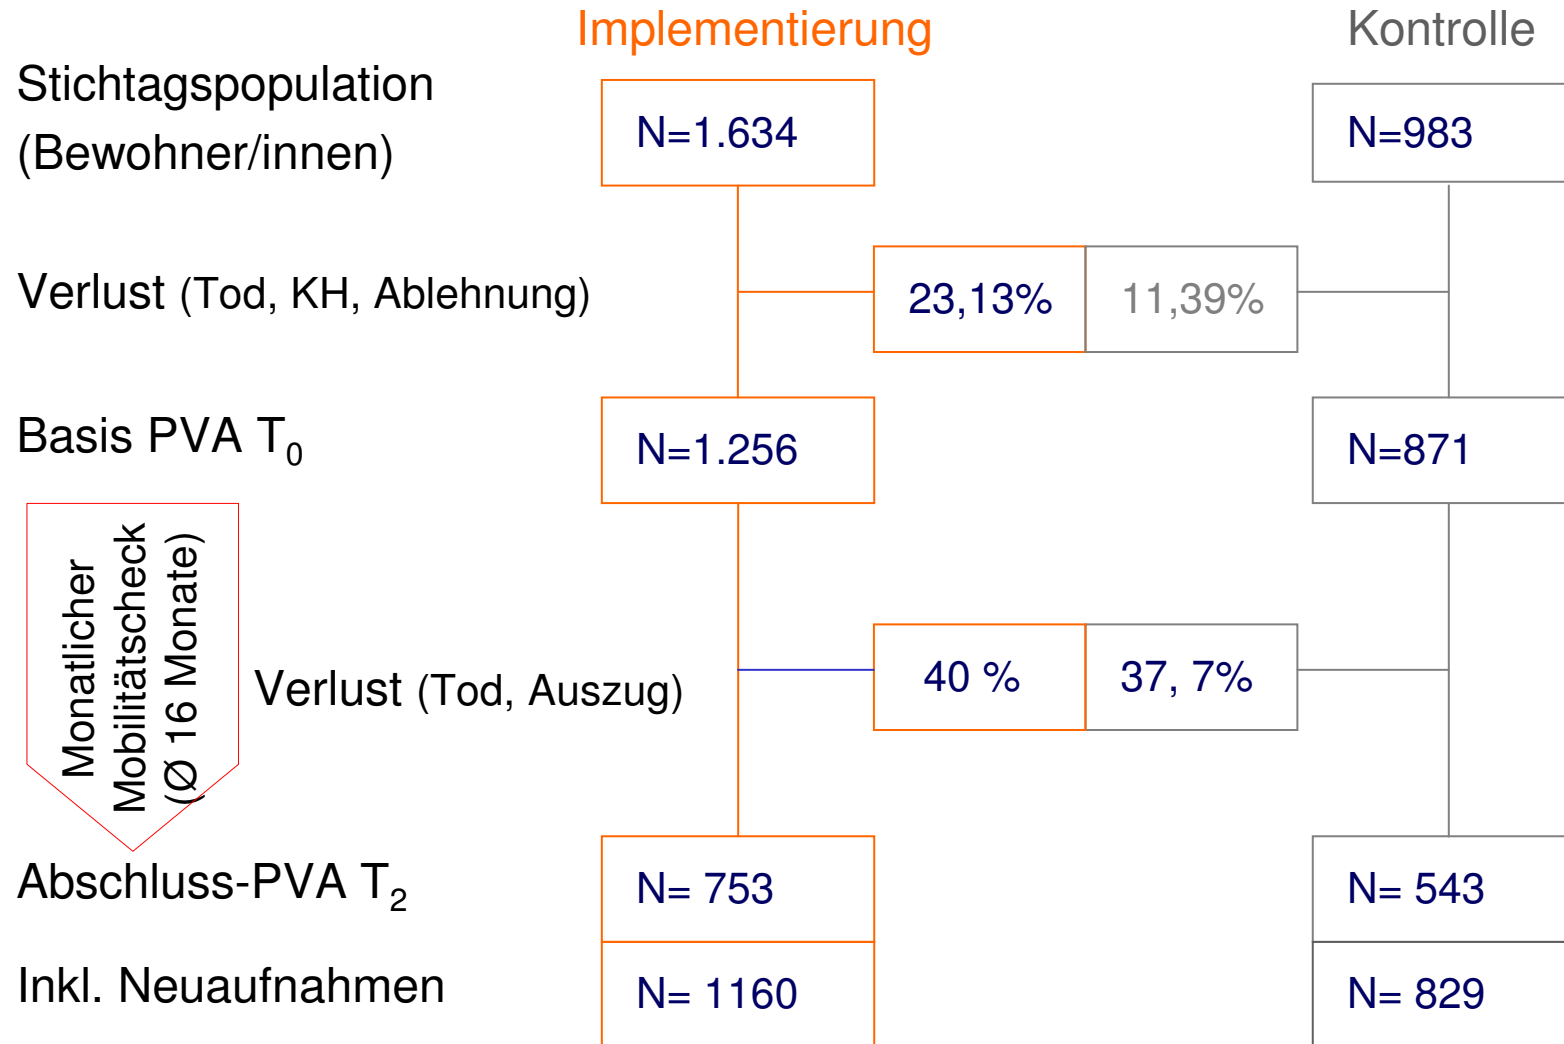 Implementierung
Kontrolle
Stichtagspopulation
(Bewohner/innen)
N=1.634
N=983
Verlust (Tod, KH, Ablehnung)
23,13%
11,39%
Basis PVA T0
N=1.256
N=871
Monatlicher
Mobilitätscheck
(Ø 16 Monate)
Verlust (Tod, Auszug)
40 %
37, 7%
Abschluss-PVA T2
N= 753
N= 543
Inkl. Neuaufnahmen
N= 1160
N= 829